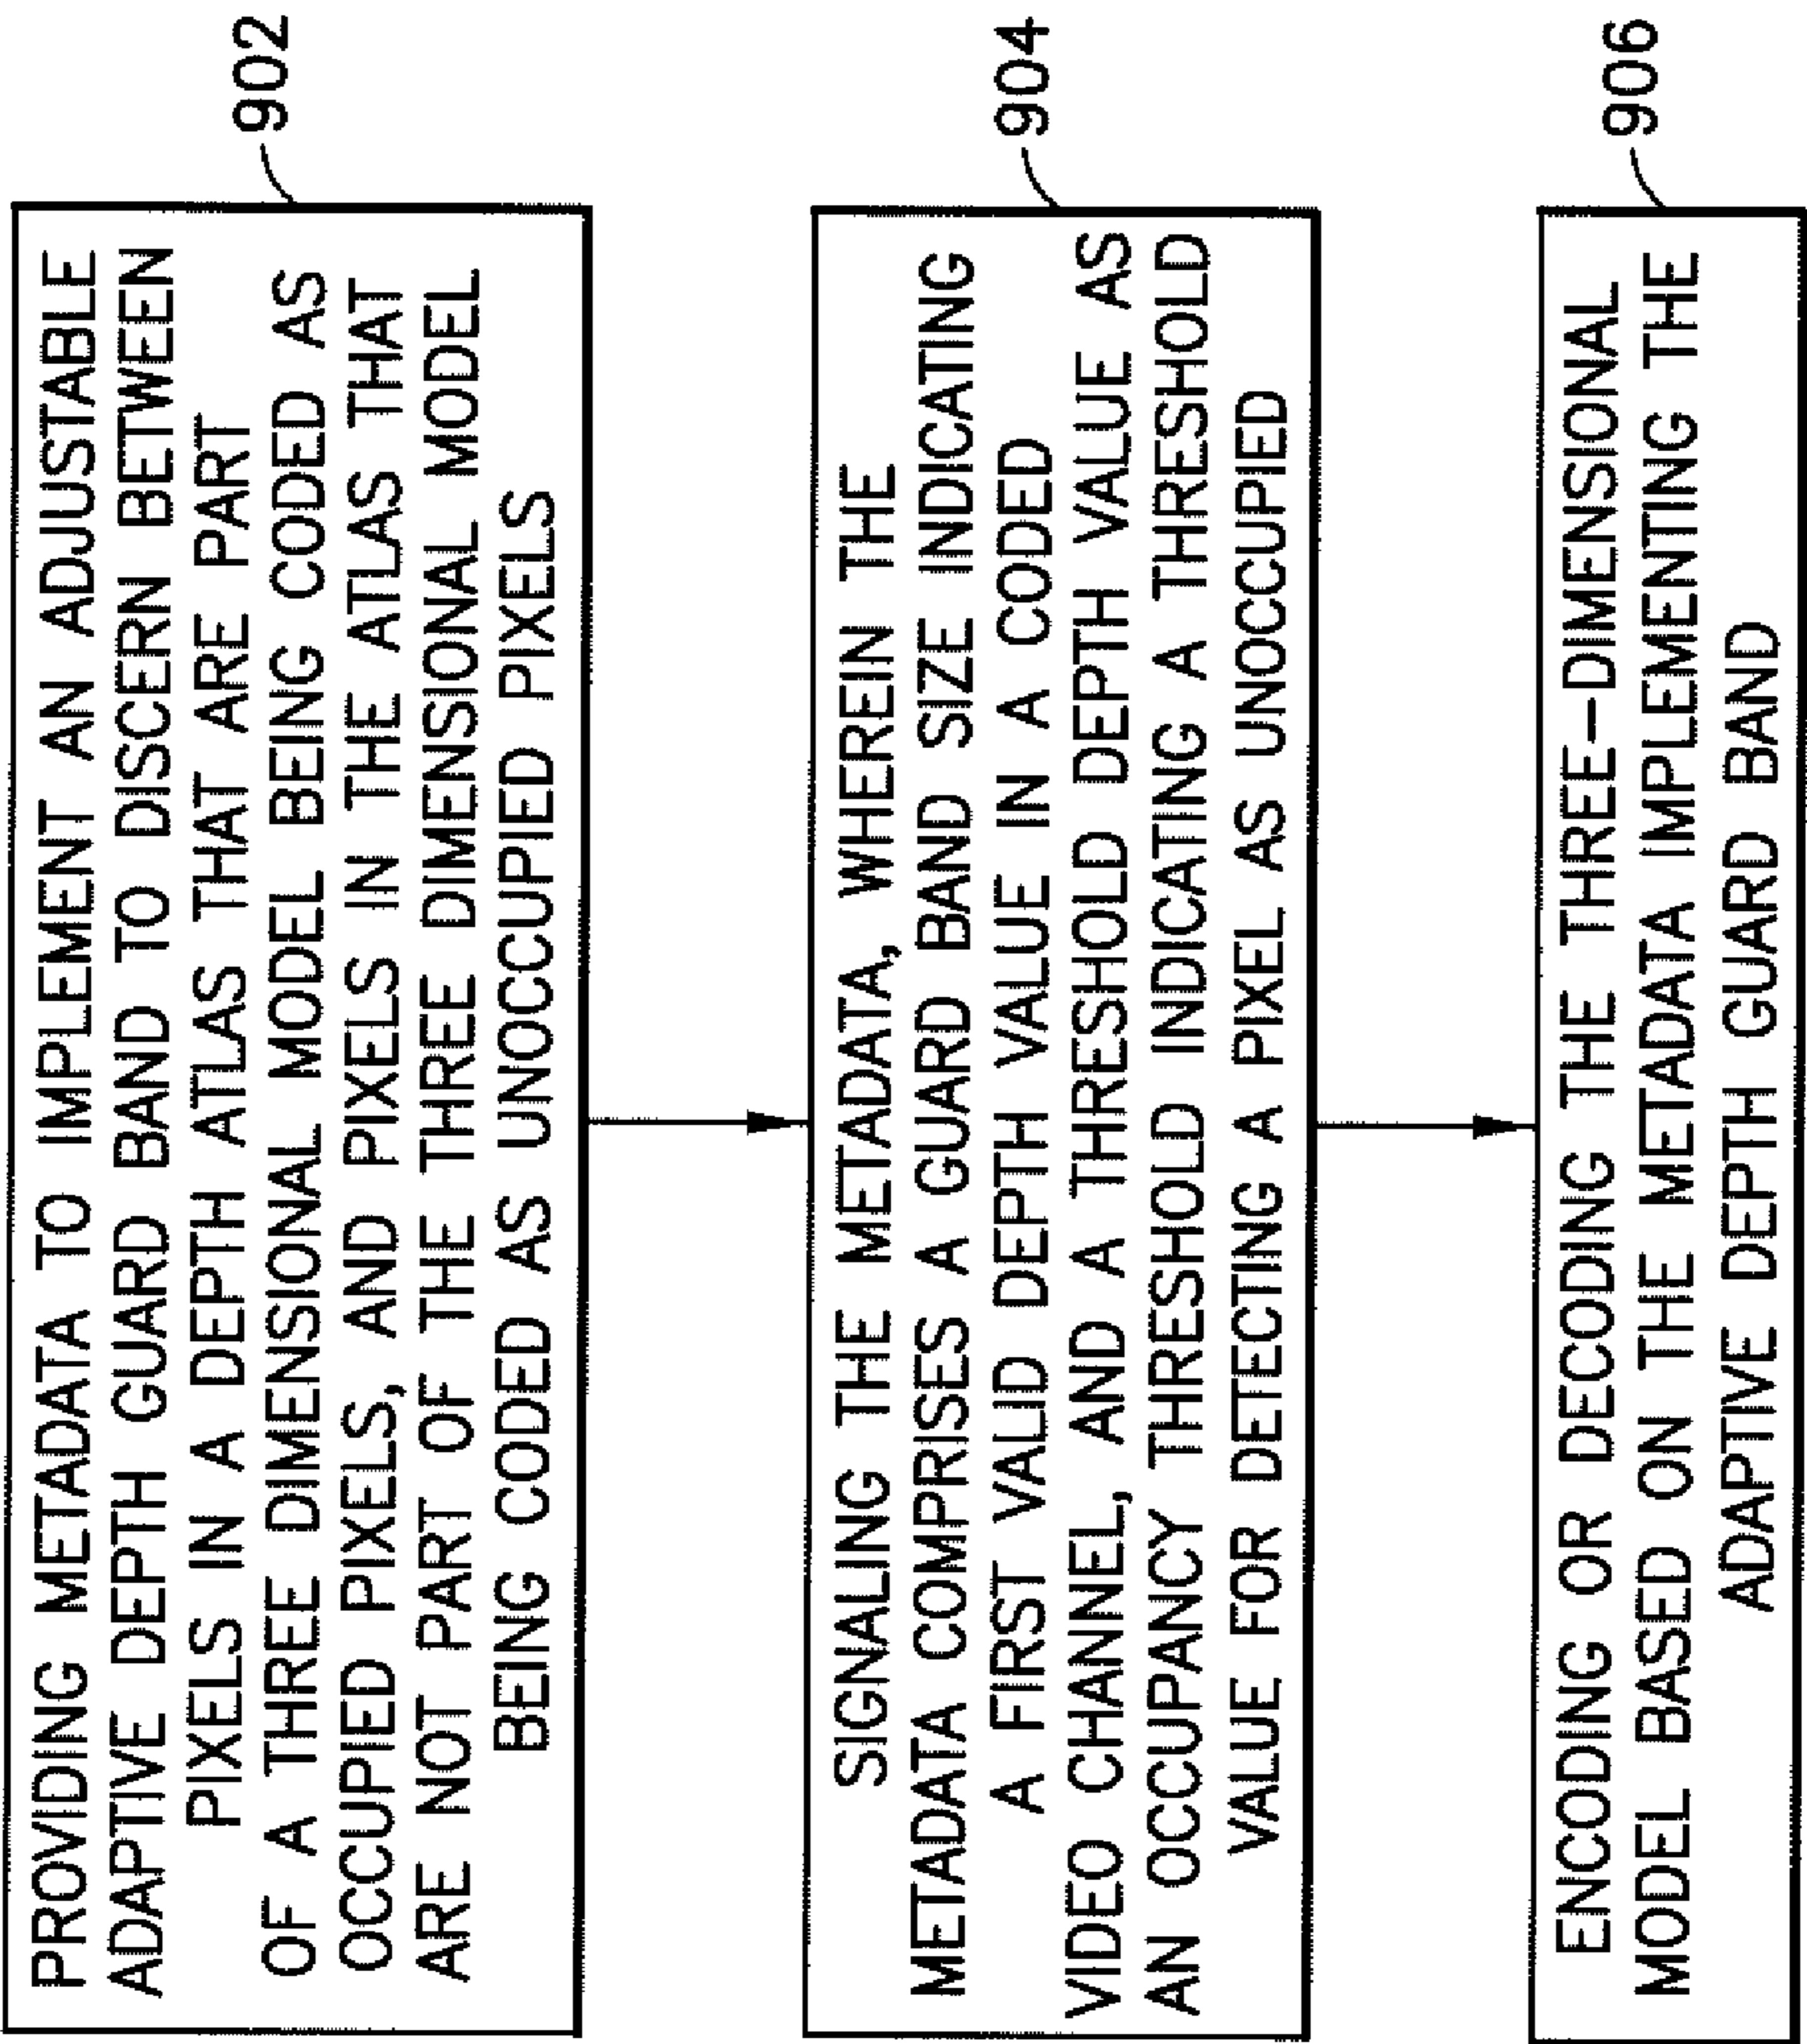 PROVIDING METADATA TO IMPLEMENT AN ADJUSTABLE
ADAPTIVE DEPTH GUARD BAND TO DISCERN BETWEEN
PIXELS IN A DEPTH ATLAS THAT ARE PART
OF A THREE DIMENSIONAL MODEL BEING CODED AS
OCCUPIED PIXELS, AND PIXELS IN THE ATLAS THAT
ARE NOT PART OF THE THREE DIMENSIONAL MODEL
BEING CODED AS UNOCCUPIED PIXELS
902
SIGNALING THE METADATA, WHEREIN THE
METADATA COMPRISES A GUARD BAND SIZE INDICATING
A FIRST VALID DEPTH VALUE IN A CODED
VIDEO CHANNEL, AND A THRESHOLD DEPTH VALUE AS
AN OCCUPANCY THRESHOLD INDICATING A THRESHOLD
VALUE FOR DETECTING A PIXEL AS UNOCCUPIED
904
ENCODING OR DECODING THE THREE-DIMENSIONAL
MODEL BASED ON THE METADATA IMPLEMENTING THE
ADAPTIVE DEPTH GUARD BAND
906